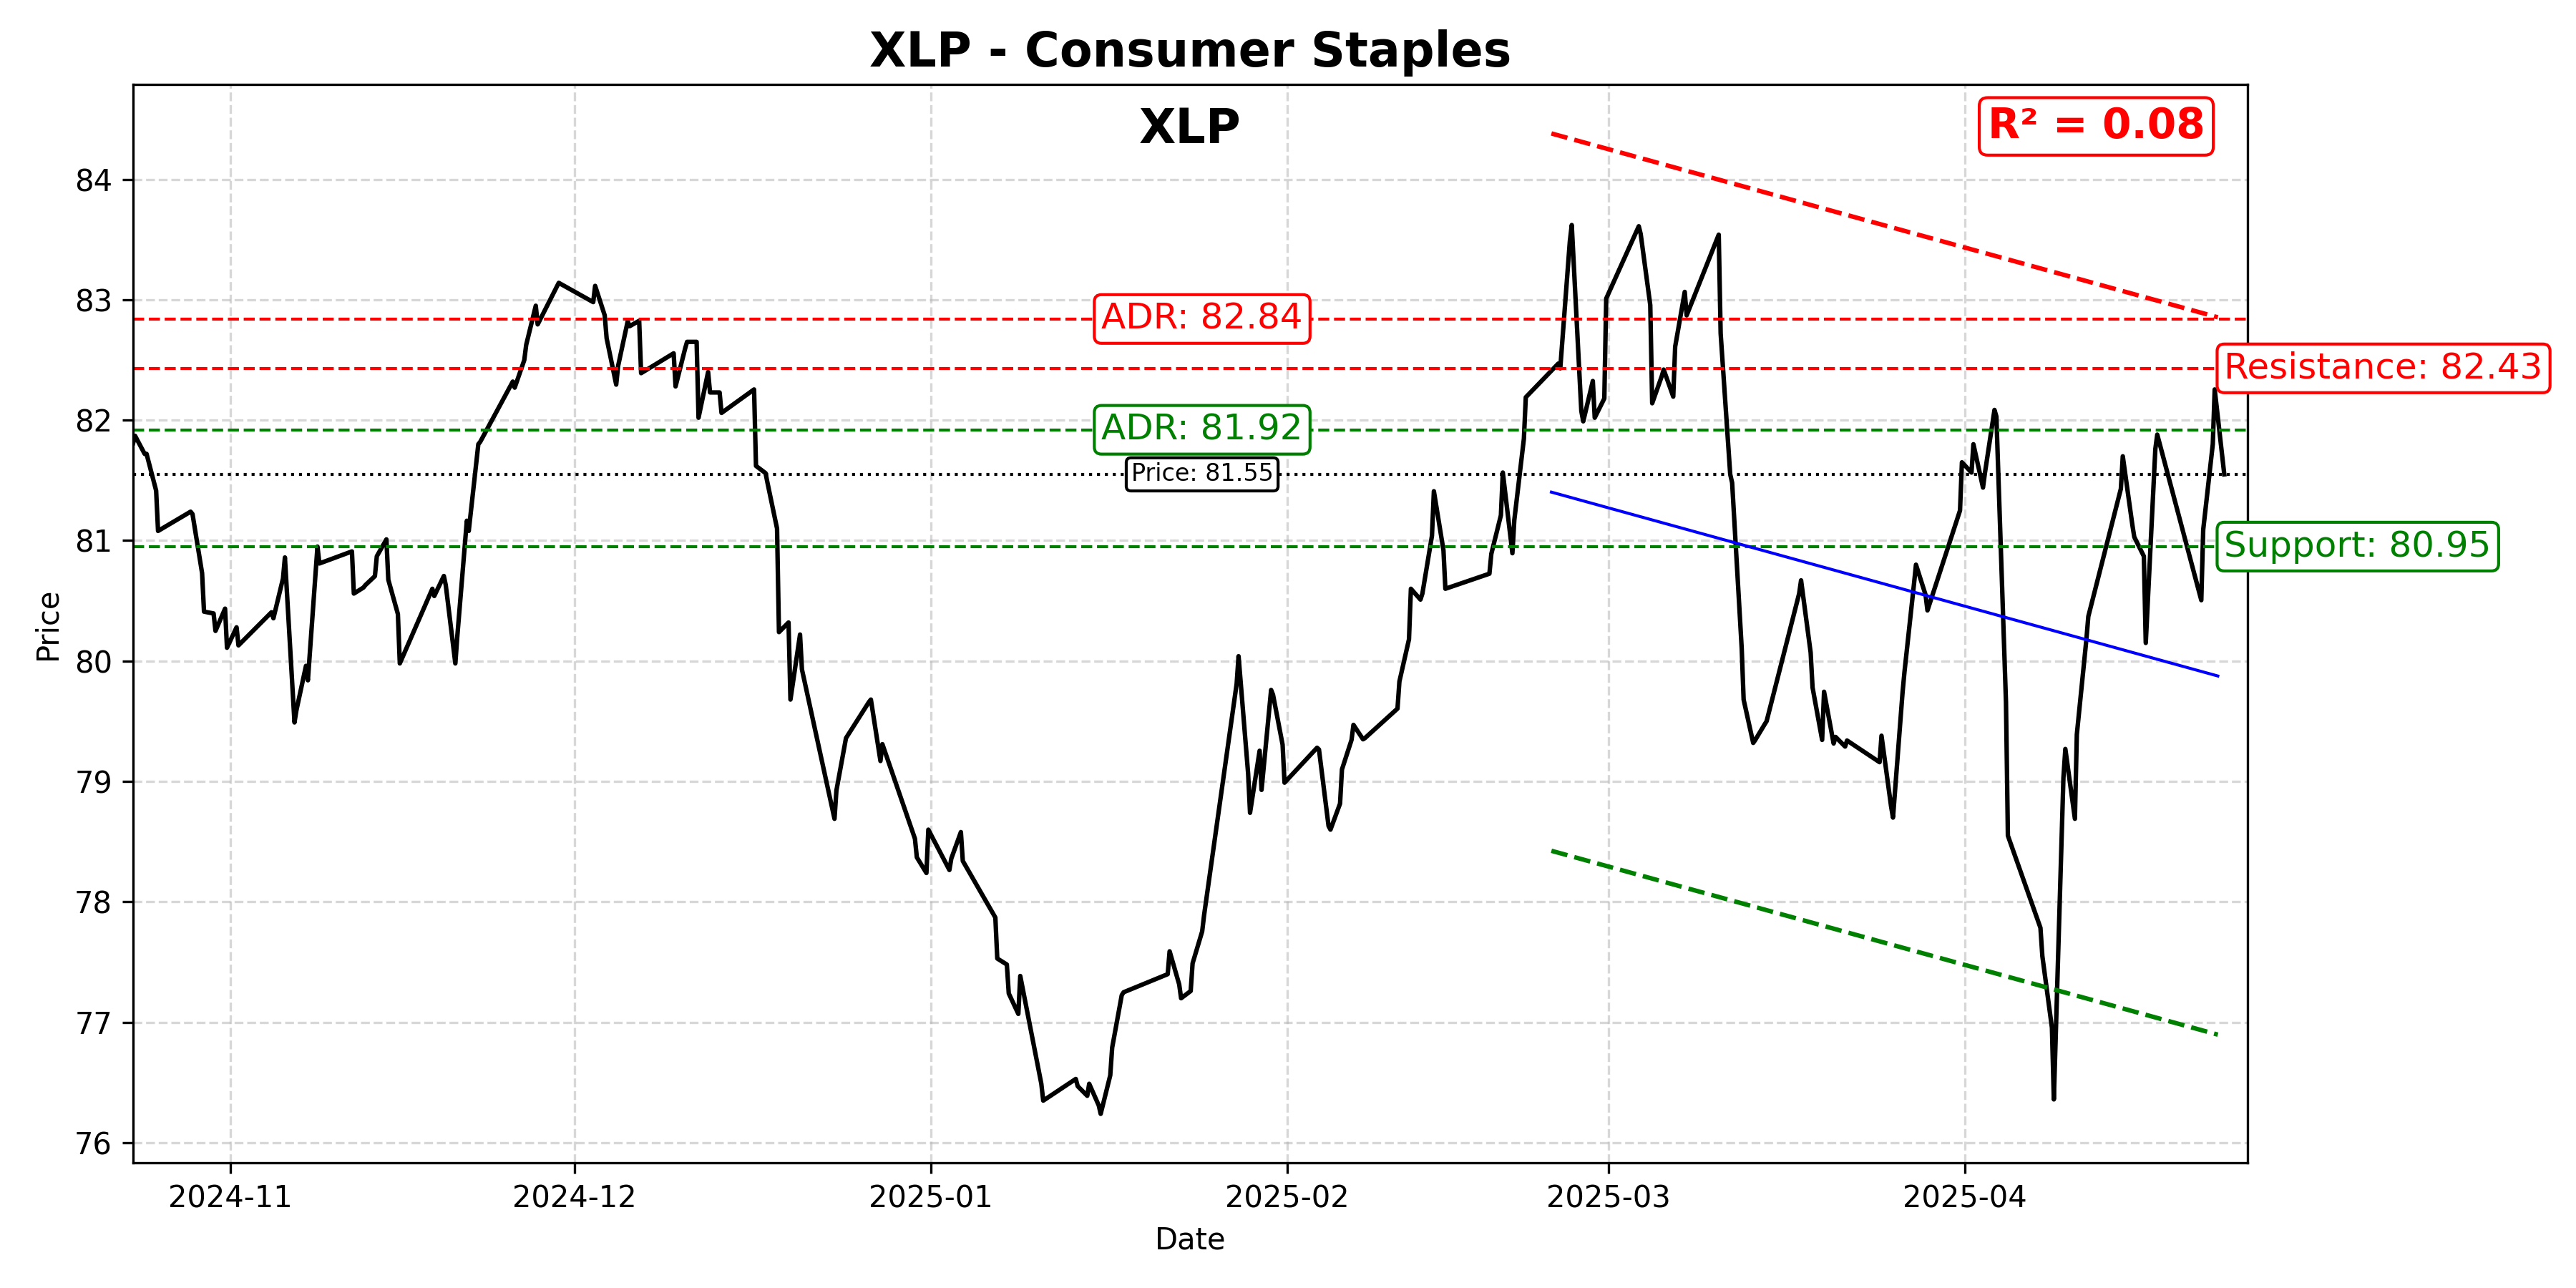 XLP - Consumer Staples
XLP
R² = 0.08
84
83
82
81
80
79
78
77
76
Price
ADR: 82.84
Resistance: 82.43
ADR: 81.92
Price: 81.55
Support: 80.95
2024-11
2024-12
2025-01
2025-02
2025-03
2025-04
Date